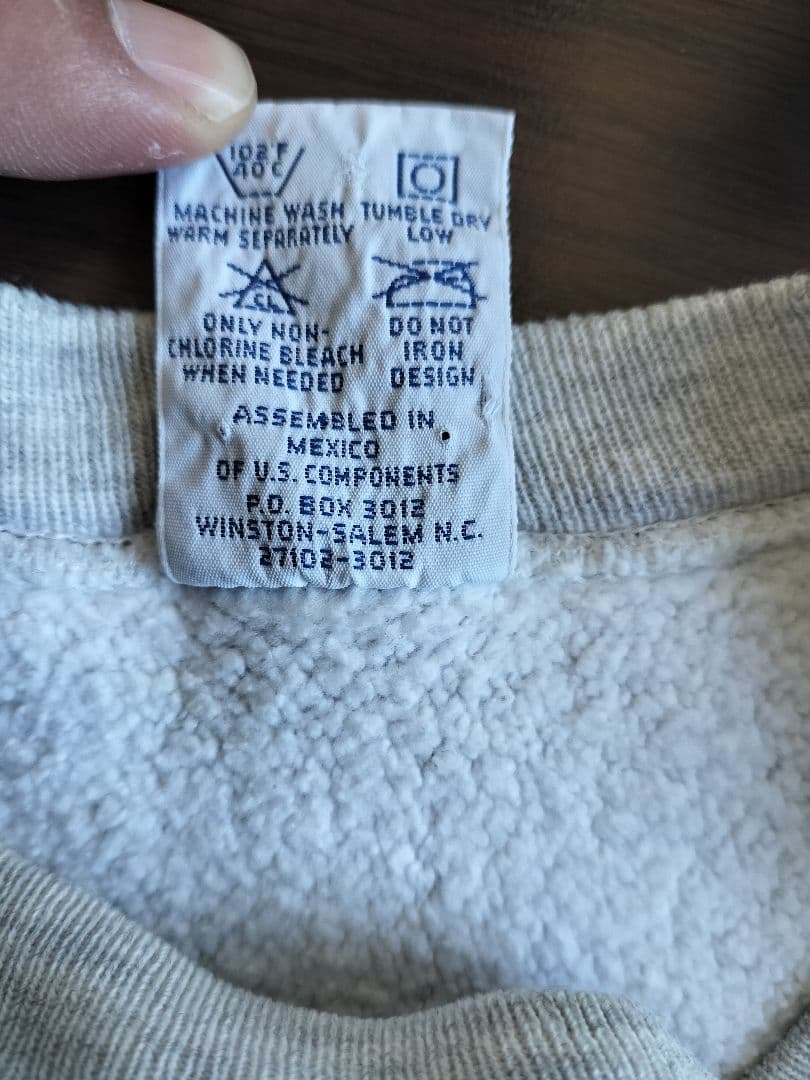 102 F
40 C
MACHINE WASH
WARM SEPARATELY
TUMBLE DRY
LOW
CL
ONLY NON-
CHLORINE BLEACH
WHEN NEEDED
DO NOT
IRON
DESIGN
ASSEMBLED IN
MEXICO
OF U.S. COMPONENTS
P.O. BOX 3012
WINSTON-SALEM N.C.
27102-3012